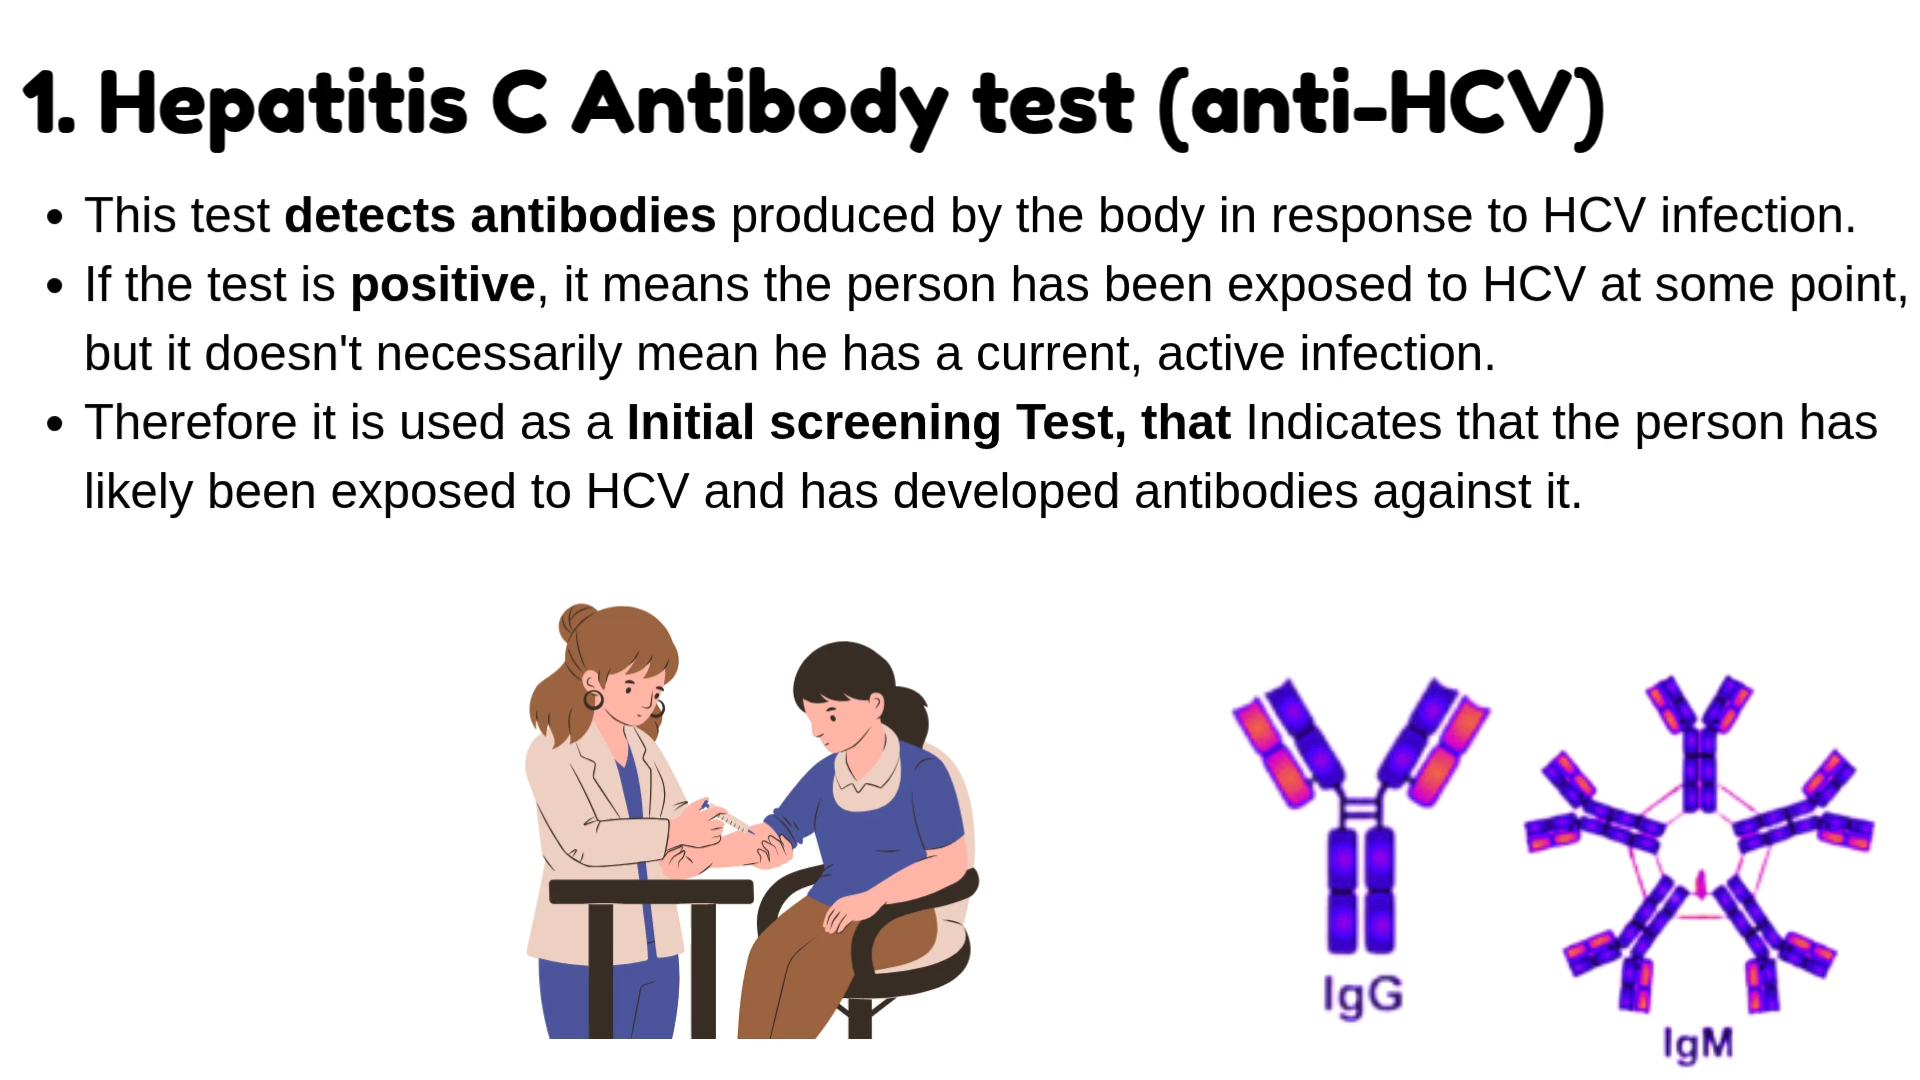 1. Hepatitis C Antibody test (anti-HCV)
• This test detects antibodies produced by the body in response to HCV infection.
• If the test is positive, it means the person has been exposed to HCV at some point,
but it doesn't necessarily mean he has a current, active infection.
• Therefore it is used as a Initial screening Test, that Indicates that the person has
likely been exposed to HCV and has developed antibodies against it.
IgG
IgM